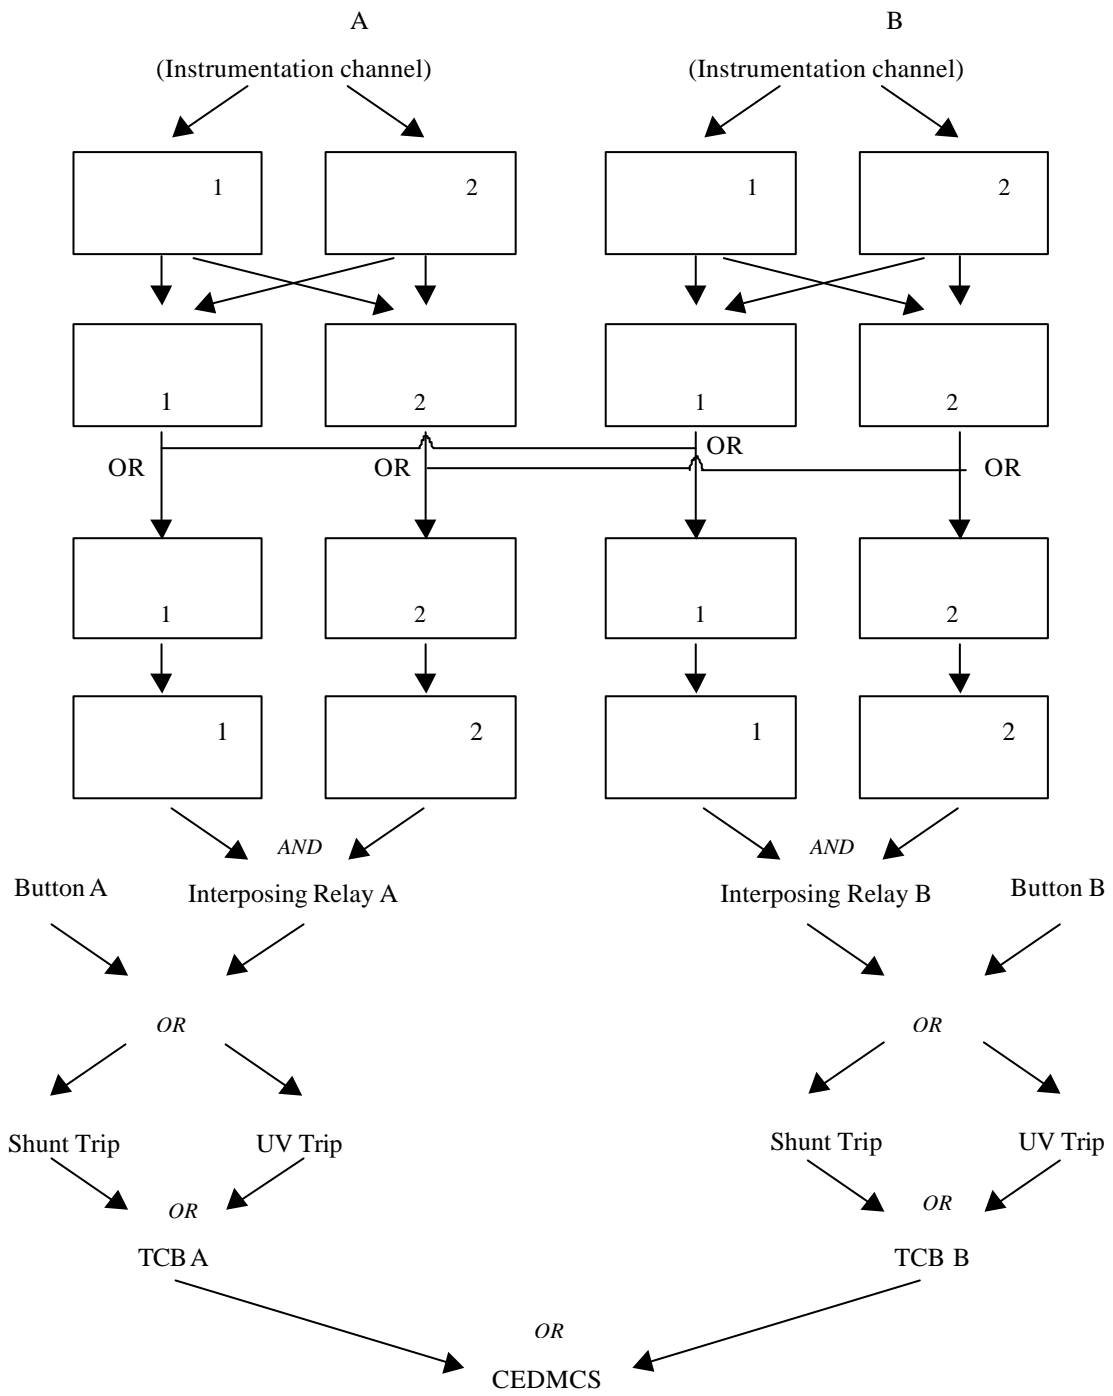 A B
(Instrumentation channel) (Instrumentation channel)
1 2 1 2
1 2 1 2
OR OR OR OR
1 2 1 2
1 2 1 2
AND AND
Button A Interposing Relay A Interposing Relay B Button B
OR OR
Shunt Trip UV Trip Shunt Trip UV Trip
OR OR
TCB A TCB B
OR
CEDMCS